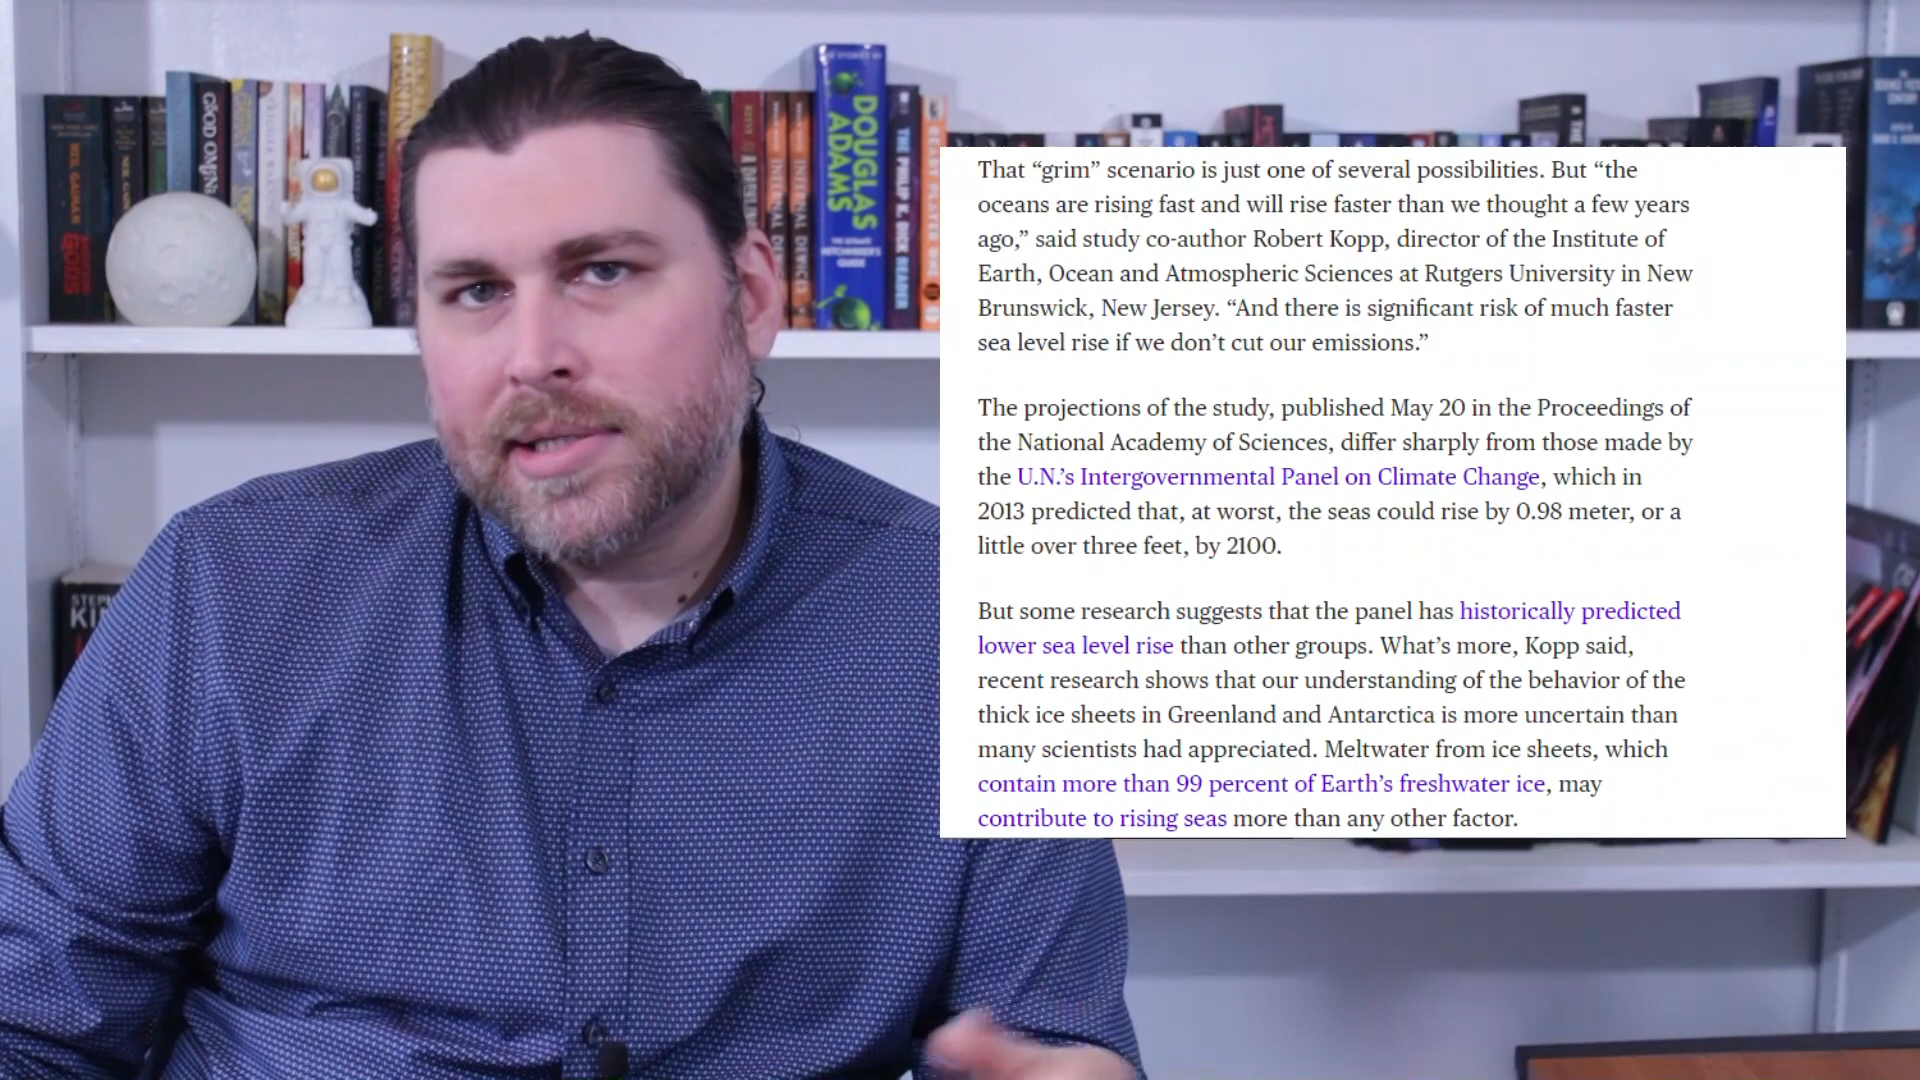 NEIL GAIMAN
GODS
DOUGLAS
ADAMS
GUIDE
THE PHILIP K. DICK READER
READY PLAYER ONE
STEPH
KIN
That “grim” scenario is just one of several possibilities. But “the
oceans are rising fast and will rise faster than we thought a few years
ago,” said study co-author Robert Kopp, director of the Institute of
Earth, Ocean and Atmospheric Sciences at Rutgers University in New
Brunswick, New Jersey. “And there is significant risk of much faster
sea level rise if we don’t cut our emissions.”
The projections of the study, published May 20 in the Proceedings of
the National Academy of Sciences, differ sharply from those made by
the U.N.’s Intergovernmental Panel on Climate Change, which in
2013 predicted that, at worst, the seas could rise by 0.98 meter, or a
little over three feet, by 2100.
But some research suggests that the panel has historically predicted
lower sea level rise than other groups. What’s more, Kopp said,
recent research shows that our understanding of the behavior of the
thick ice sheets in Greenland and Antarctica is more uncertain than
many scientists had appreciated. Meltwater from ice sheets, which
contain more than 99 percent of Earth’s freshwater ice, may
contribute to rising seas more than any other factor.